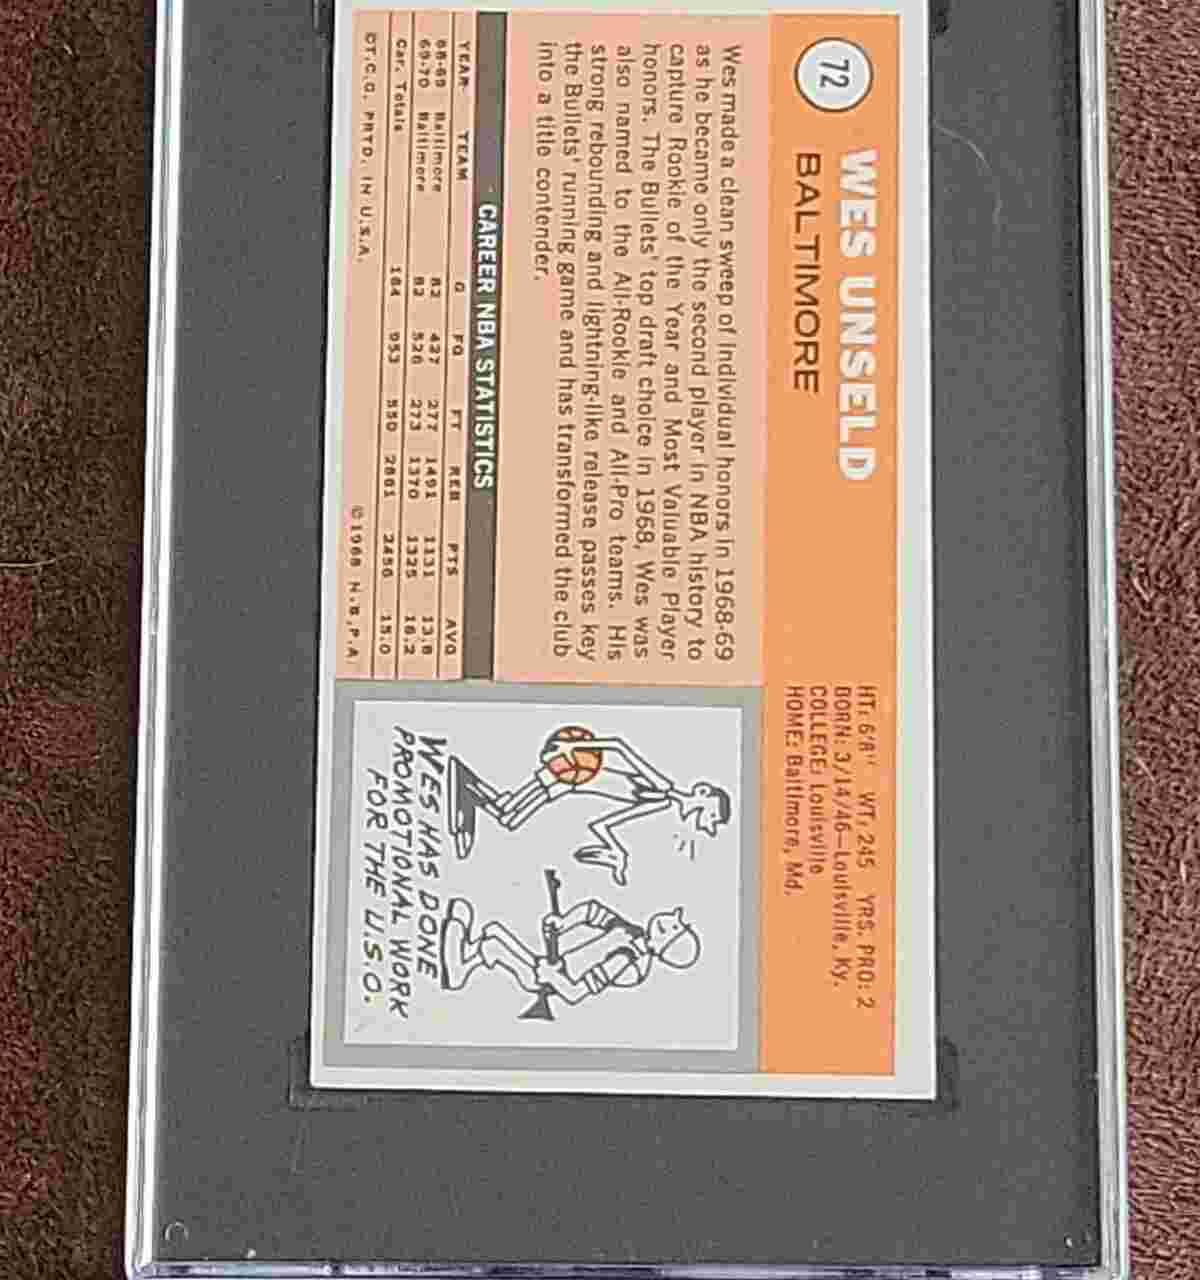 72
WES UNSELD
BALTIMORE
HT: 6'8" WT: 245 YRS. PRO: 2
BORN: 3/14/46—Louisville, Ky.
COLLEGE: Louisville
HOME: Baltimore, Md.
Wes made a clean sweep of individual honors in 1968-69
as he became only the second player in NBA history to
capture Rookie of the Year and Most Valuable Player
honors. The Bullets' top draft choice in 1968, Wes was
also named to the All-Rookie and All-Pro teams. His
strong rebounding and lightning-like release passes key
the Bullets' running game and has transformed the club
into a title contender.
CAREER NBA STATISTICS
YEAR TEAM G FG FT REB PTS AVG
68-69 Baltimore 82 427 277 1491 1131 13.8
69-70 Baltimore 82 526 273 1370 1325 16.2
Car. Totals 164 953 550 2861 2456 15.0
©T.C.G. PRTD. IN U.S.A. ©1968 N.B.P.A.
WES HAS DONE
PROMOTIONAL WORK
FOR THE U.S.O.